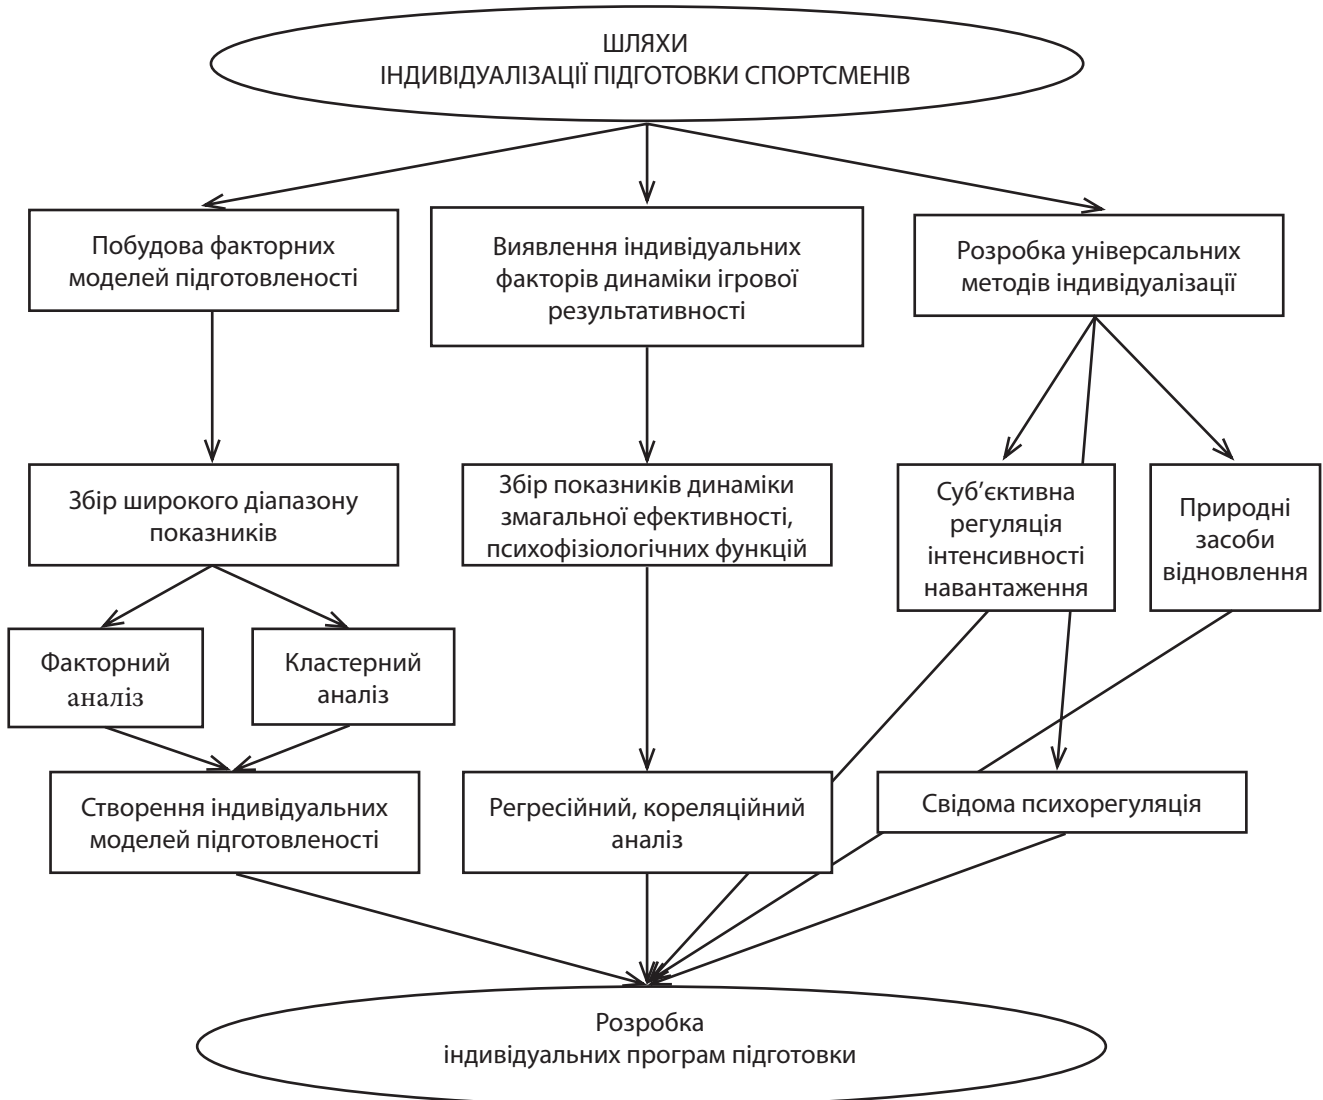 ШЛЯХИ
ІНДИВІДУАЛІЗАЦІЇ ПІДГОТОВКИ СПОРТСМЕНІВ
Побудова факторних
моделей підготовленості
Виявлення індивідуальних
факторів динаміки ігрової
результативності
Розробка універсальних
методів індивідуалізації
Збір широкого діапазону
показників
Збір показників динаміки
змагальної ефективності,
психофізіологічних функцій
Суб’єктивна
регуляція
інтенсивності
навантаження
Природні
засоби
відновлення
Факторний
аналіз
Кластерний
аналіз
Створення індивідуальних
моделей підготовленості
Регресійний, кореляційний
аналіз
Свідома психорегуляція
Розробка
індивідуальних програм підготовки